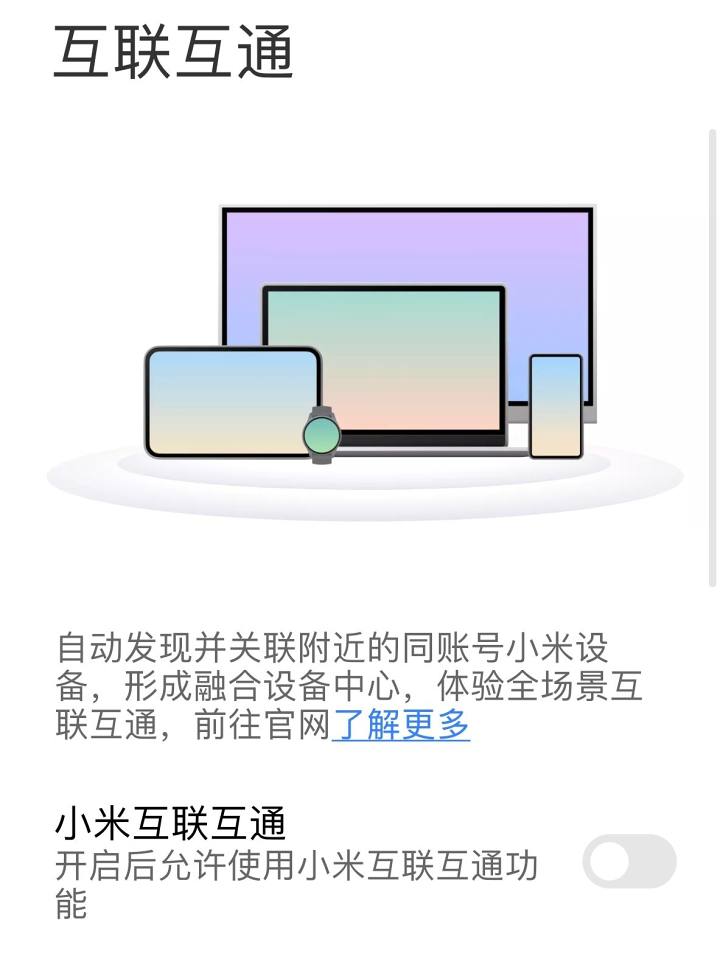 互联互通
自动发现并关联附近的同账号小米设
备，形成融合设备中心，体验全场景互
联互通，前往官网了解更多
小米互联互通
开启后允许使用小米互联互通功
能